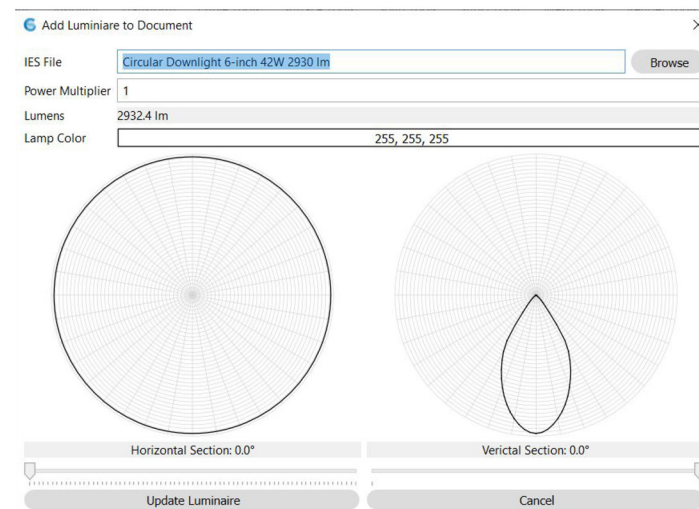 Add Luminiare to Document
IES File Circular Downlight 6-inch 42W 2930 lm Browse
Power Multiplier 1
Lumens 2932.4 lm
Lamp Color 255, 255, 255
Horizontal Section: 0.0° Verictal Section: 0.0°
Update Luminaire Cancel